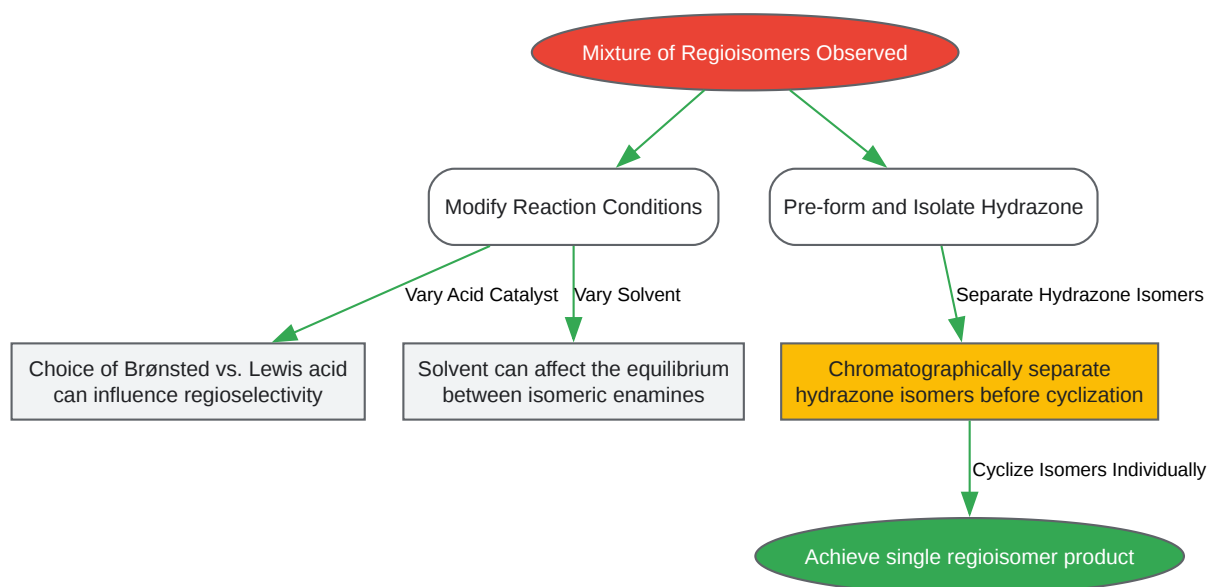 Mixture of Regioisomers Observed
Modify Reaction Conditions
Pre-form and Isolate Hydrazone
Vary Acid Catalyst
Vary Solvent
Separate Hydrazone Isomers
Choice of Brønsted vs. Lewis acid
can influence regioselectivity
Solvent can affect the equilibrium
between isomeric enamines
Chromatographically separate
hydrazone isomers before cyclization
Cyclize Isomers Individually
Achieve single regioisomer product